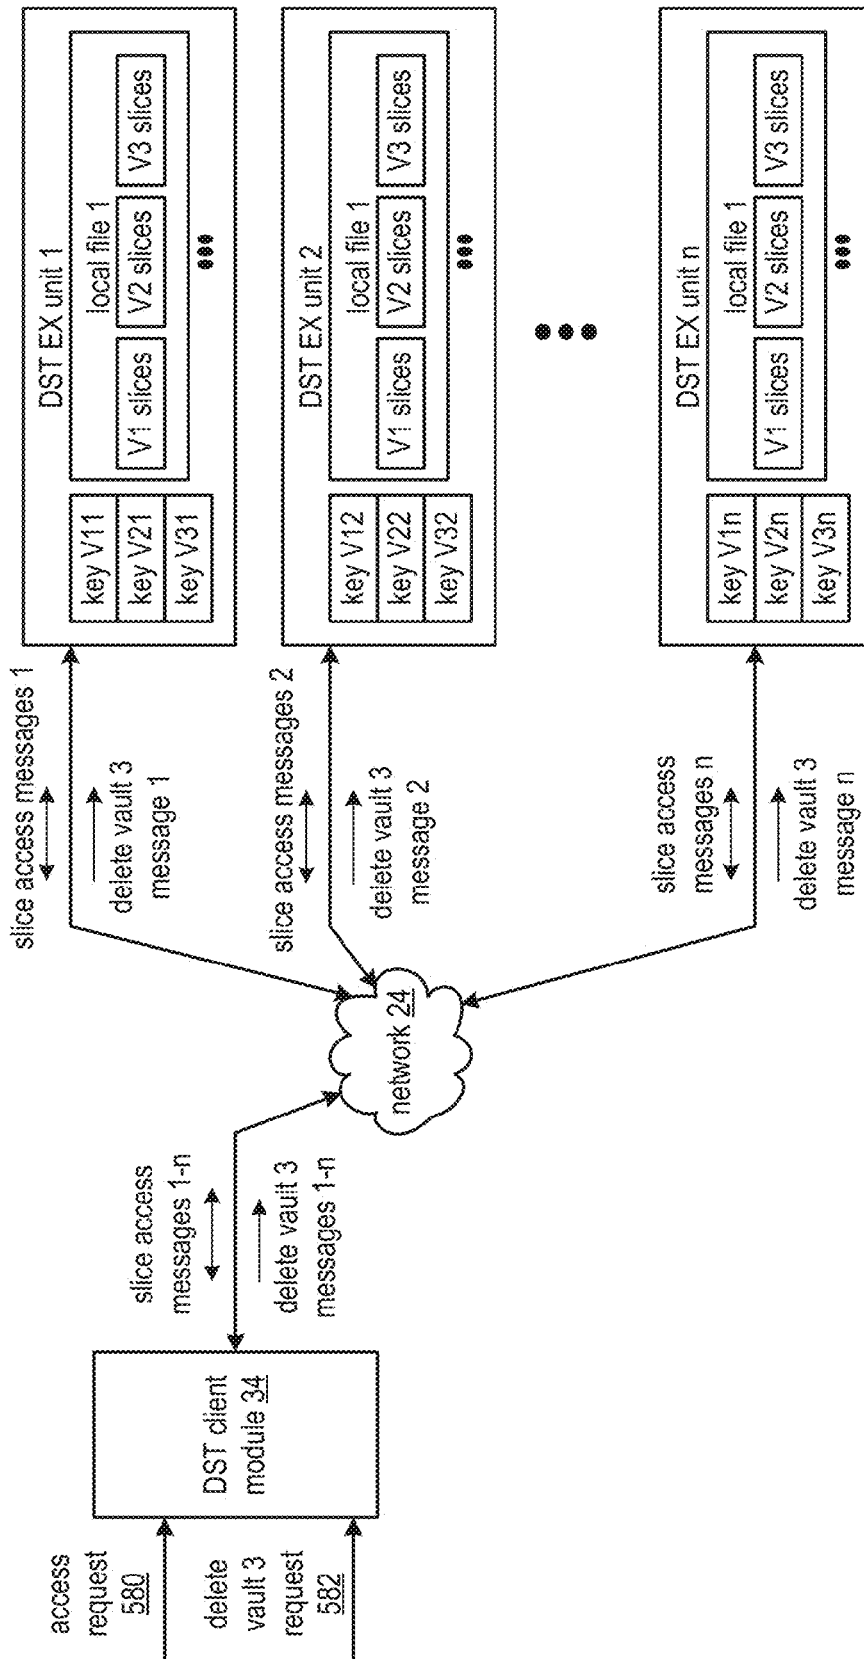 access
request
580
delete
vault 3
request
582
DST client
module 34
slice access
messages 1-n
delete vault 3
messages 1-n
network 24
slice access messages 1
delete vault 3
message 1
slice access messages 2
delete vault 3
message 2
slice access
messages n
delete vault 3
message n
DST EX unit 1
key V11
key V21
key V31
local file 1
V1 slices
V2 slices
V3 slices
DST EX unit 2
key V12
key V22
key V32
local file 1
V1 slices
V2 slices
V3 slices
DST EX unit n
key V1n
key V2n
key V3n
local file 1
V1 slices
V2 slices
V3 slices